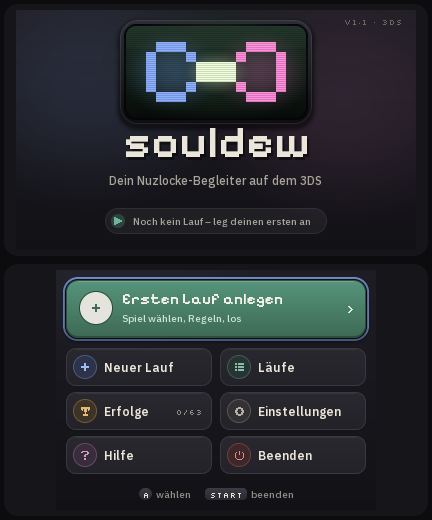 V1.1 · 3DS
souldew
Dein Nuzlocke-Begleiter auf dem 3DS
Noch kein Lauf – leg deinen ersten an
Ersten Lauf anlegen
Spiel wählen, Regeln, los
Neuer Lauf
Läufe
Erfolge 0/63
Einstellungen
Hilfe
Beenden
A wählen START beenden